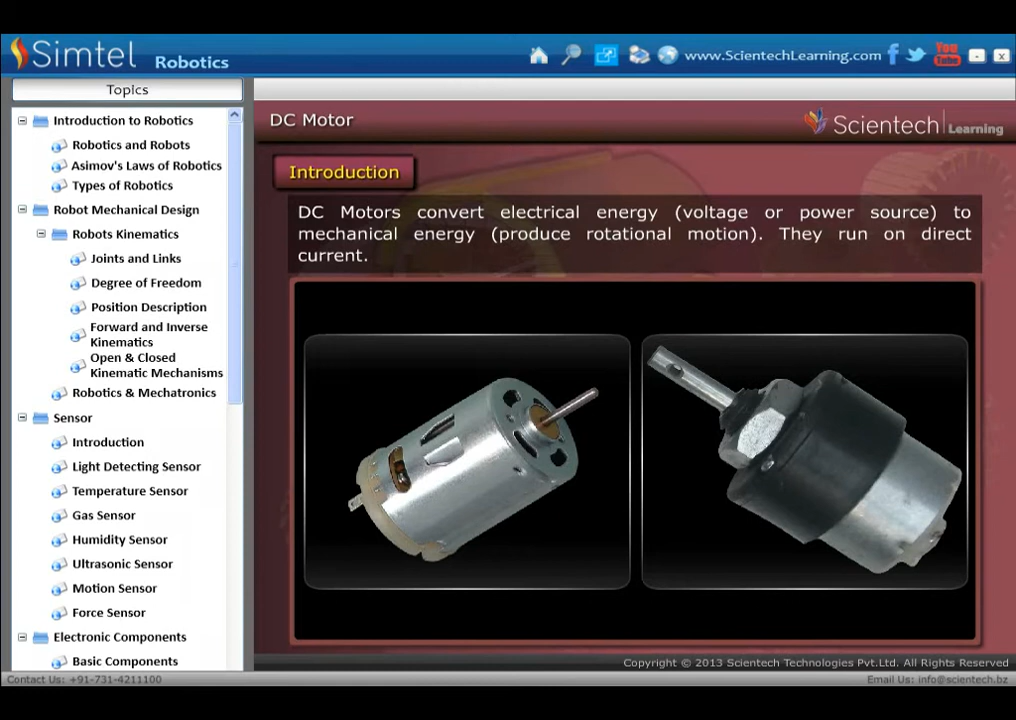 Simtel Robotics
www.ScientechLearning.com
You Tube
Topics
Introduction to Robotics
Robotics and Robots
Asimov's Laws of Robotics
Types of Robotics
Robot Mechanical Design
Robots Kinematics
Joints and Links
Degree of Freedom
Position Description
Forward and Inverse
Kinematics
Open & Closed
Kinematic Mechanisms
Robotics & Mechatronics
Sensor
Introduction
Light Detecting Sensor
Temperature Sensor
Gas Sensor
Humidity Sensor
Ultrasonic Sensor
Motion Sensor
Force Sensor
Electronic Components
Basic Components
DC Motor
Scientech Learning
Introduction
DC Motors convert electrical energy (voltage or power source) to
mechanical energy (produce rotational motion). They run on direct
current.
Copyright © 2013 Scientech Technologies Pvt.Ltd. All Rights Reserved
Contact Us: +91-731-4211100
Email Us: info@scientech.bz